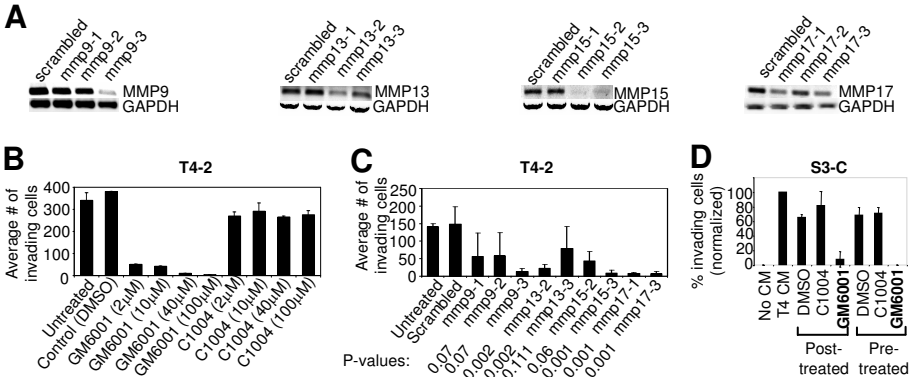 A
scrambled
mmp9-1
mmp9-2
mmp9-3
MMP9
GAPDH
scrambled
mmp13-1
mmp13-2
mmp13-3
MMP13
GAPDH
scrambled
mmp15-1
mmp15-2
mmp15-3
MMP15
GAPDH
scrambled
mmp17-1
mmp17-2
mmp17-3
MMP17
GAPDH
B
T4-2
Average # of
invading cells
400
300
200
100
0
Untreated
Control (DMSO)
GM6001 (2μM)
GM6001 (10μM)
GM6001 (40μM)
GM6001 (100μM)
C1004 (2μM)
C1004 (10μM)
C1004 (40μM)
C1004 (100μM)
C
T4-2
Average # of
invading cells
250
200
150
100
50
0
Untreated
Scrambled
mmp9-1
mmp9-2
mmp9-3
mmp13-2
mmp13-3
mmp15-2
mmp15-3
mmp17-1
mmp17-3
P-values:
0.07
0.07
0.002
0.002
0.111
0.06
0.001
0.001
0.001
D
S3-C
% invading cells
(normalized)
100
80
60
40
20
0
No CM
T4 CM
DMSO
C1004
GM6001
DMSO
C1004
GM6001
Post-
treated
Pre-
treated